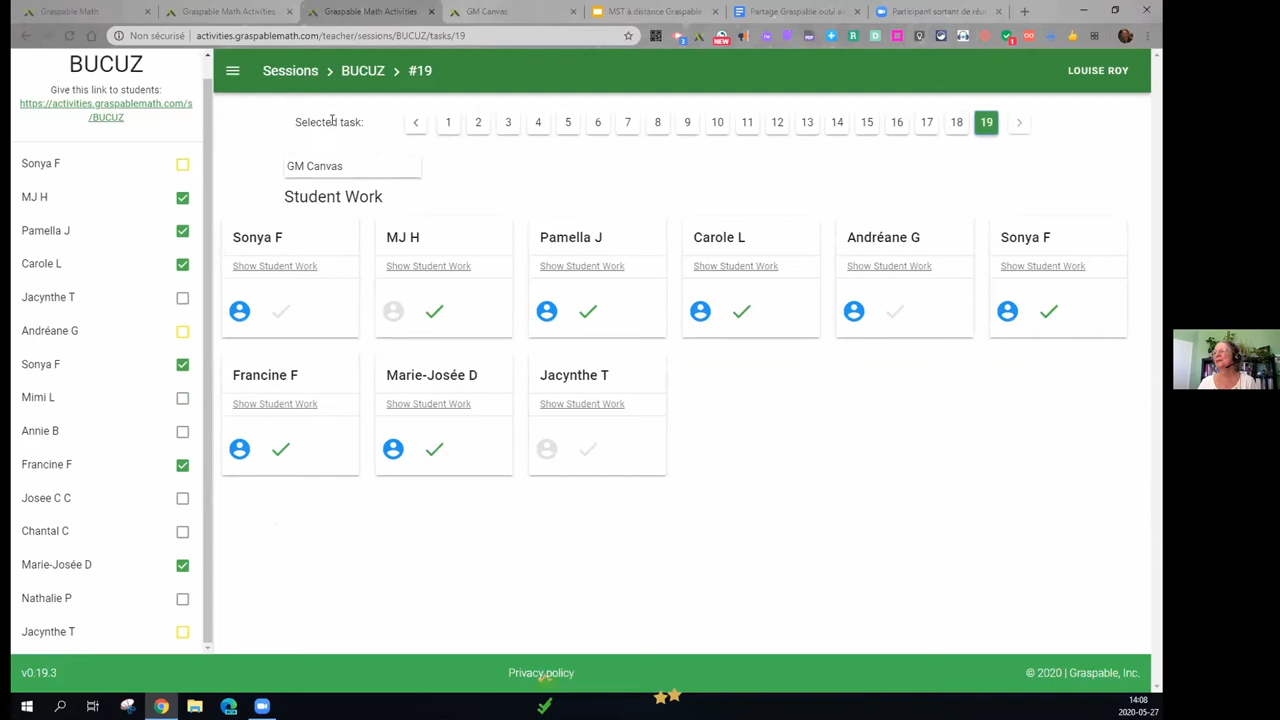 Graspable Math
Graspable Math Activities
Graspable Math Activities
GM Canvas
MST à distance Graspable
Partage Graspable outil
Participant sortant de réu
Non sécurisé
activities.graspablemath.com/teacher/sessions/BUCUZ/tasks/19
BUCUZ
Give this link to students:
https://activities.graspablemath.com/s
/BUCUZ
Sonya F
MJ H
Pamella J
Carole L
Jacynthe T
Andréane G
Sonya F
Mimi L
Annie B
Francine F
Josee C C
Chantal C
Marie-Josée D
Nathalie P
Jacynthe T
Sessions > BUCUZ > #19
LOUISE ROY
Selected task:
< 1 2 3 4 5 6 7 8 9 10 11 12 13 14 15 16 17 18 19 >
GM Canvas
Student Work
Sonya F
Show Student Work
MJ H
Show Student Work
Pamella J
Show Student Work
Carole L
Show Student Work
Andréane G
Show Student Work
Sonya F
Show Student Work
Francine F
Show Student Work
Marie-Josée D
Show Student Work
Jacynthe T
Show Student Work
v0.19.3
Privacy policy
© 2020 | Graspable, Inc.
14:08
2020-05-27